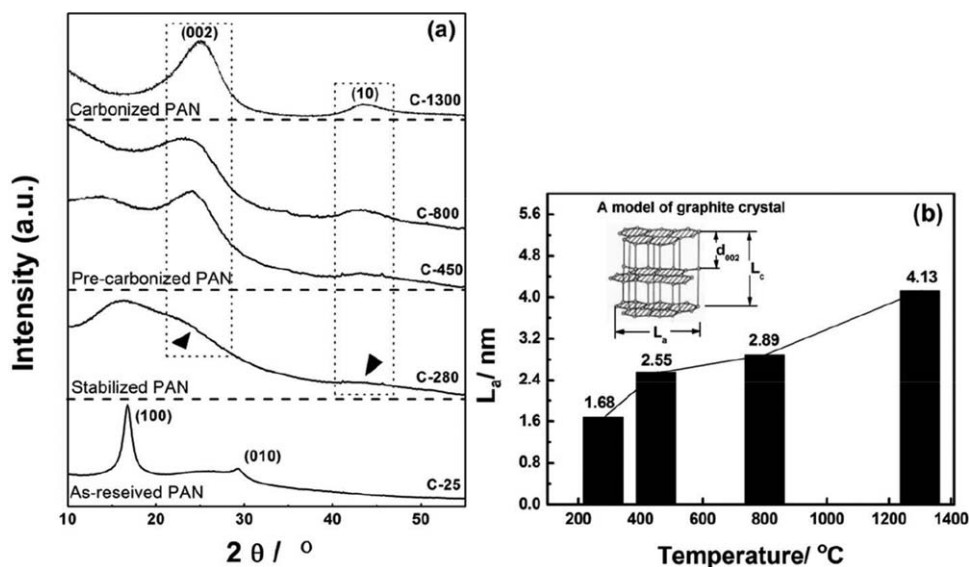 (a)
(002)
(10)
C-1300
Carbonized PAN
C-800
C-450
Pre-carbonized PAN
C-280
Stabilized PAN
(100)
(010)
C-25
As-reseived PAN
10 20 30 40 50
2 θ / °
Intensity (a.u.)
(b)
A model of graphite crystal
d002
Lc
La
5.6
4.8
4.0
3.2
2.4
1.6
0.8
0.0
La/ nm
1.68
2.55
2.89
4.13
200 400 600 800 1000 1200 1400
Temperature/ °C